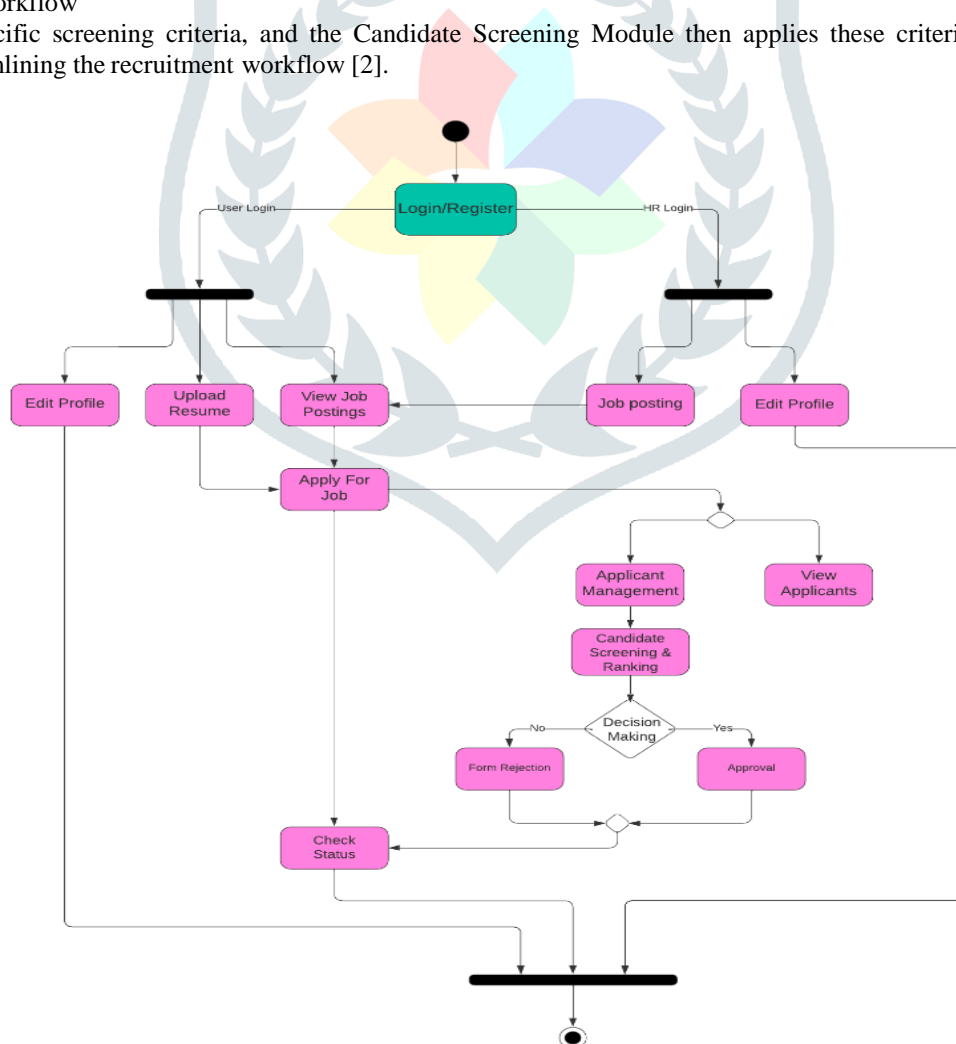 cific screening criteria, and the Candidate Screening Module then applies these criteri
lining the recruitment workflow [2].
Login/Register
User Login
HR Login
Edit Profile
Upload
Resume
View Job
Postings
Job posting
Edit Profile
Apply For
Job
Applicant
Management
View
Applicants
Candidate
Screening &
Ranking
Decision
Making
No
Yes
Form Rejection
Approval
Check
Status